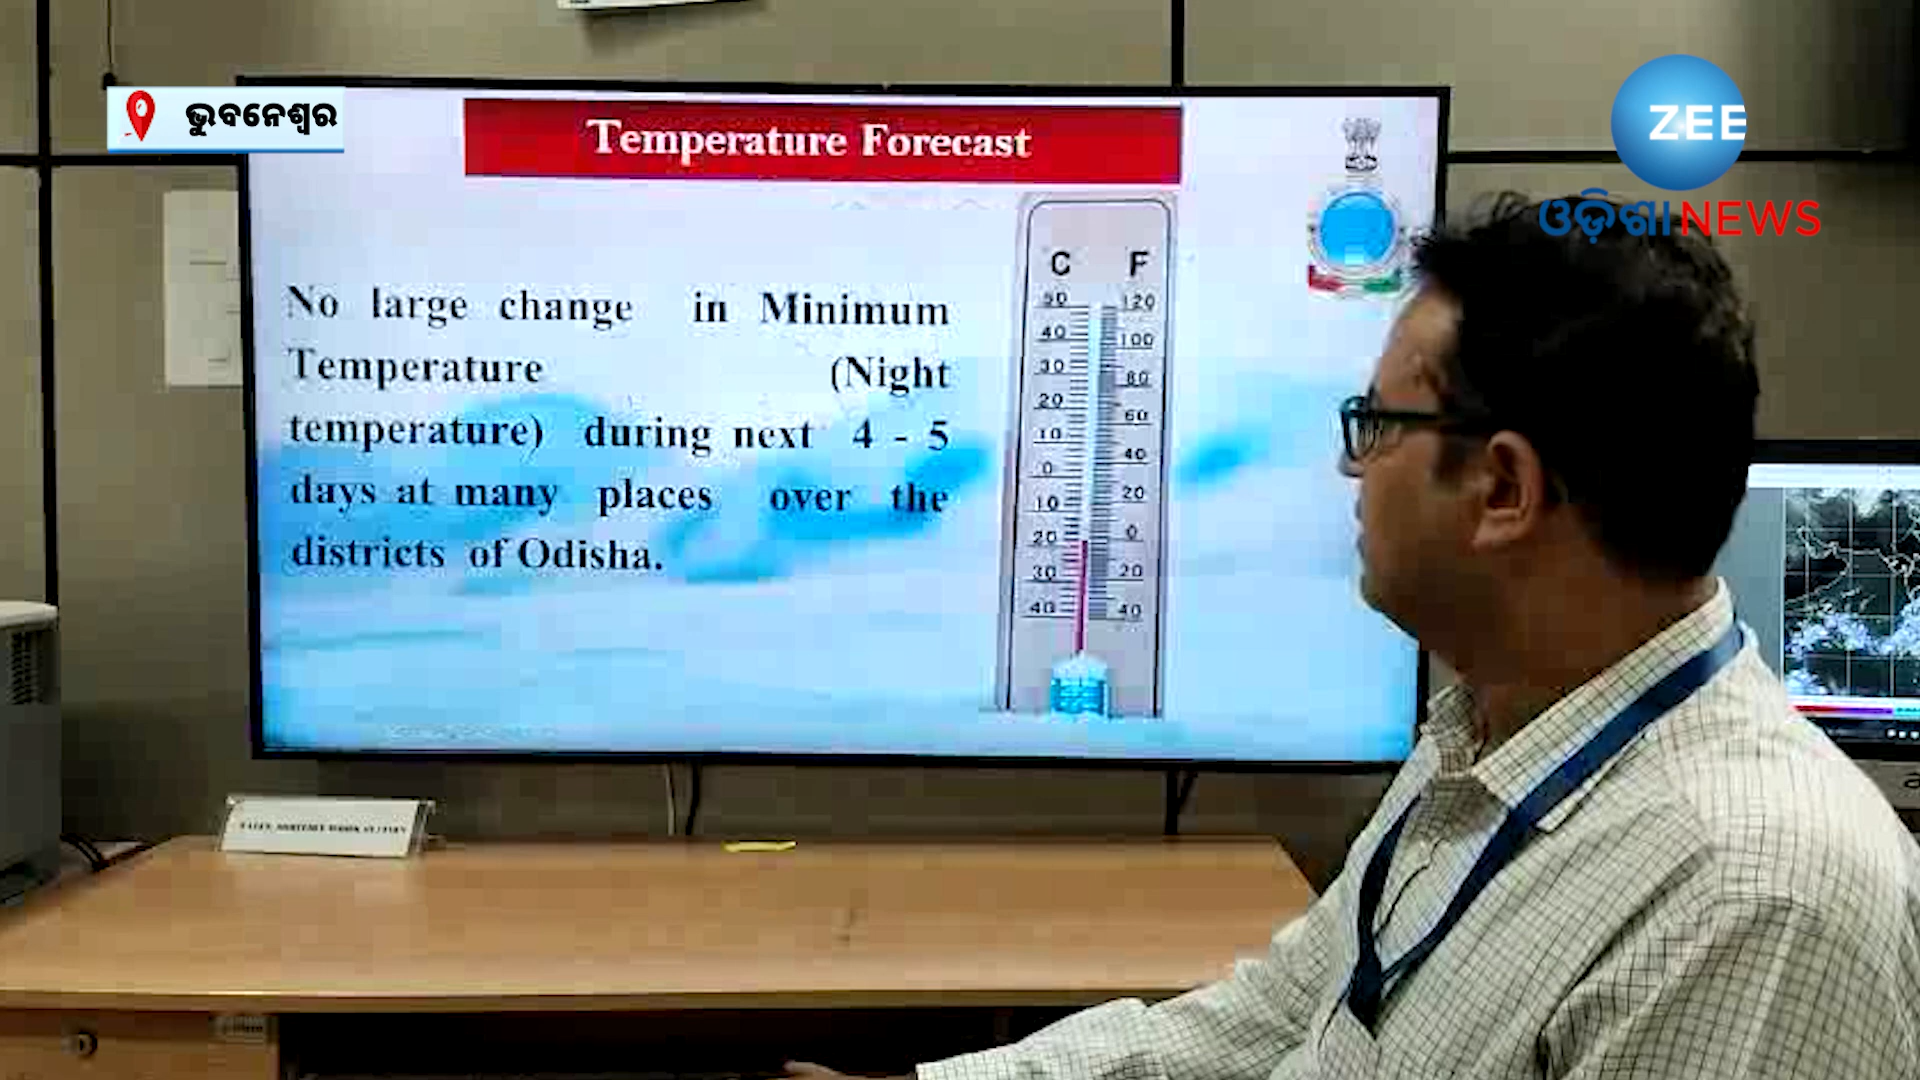 ଭୁବନେଶ୍ୱର
ZEE
ଓଡ଼ିଶା NEWS
Temperature Forecast
No large change in Minimum
Temperature (Night
temperature) during next 4 - 5
days at many places over the
districts of Odisha.
C F
50 120
40 100
30 80
20 60
10 40
0 20
10 0
20 20
30 40
40